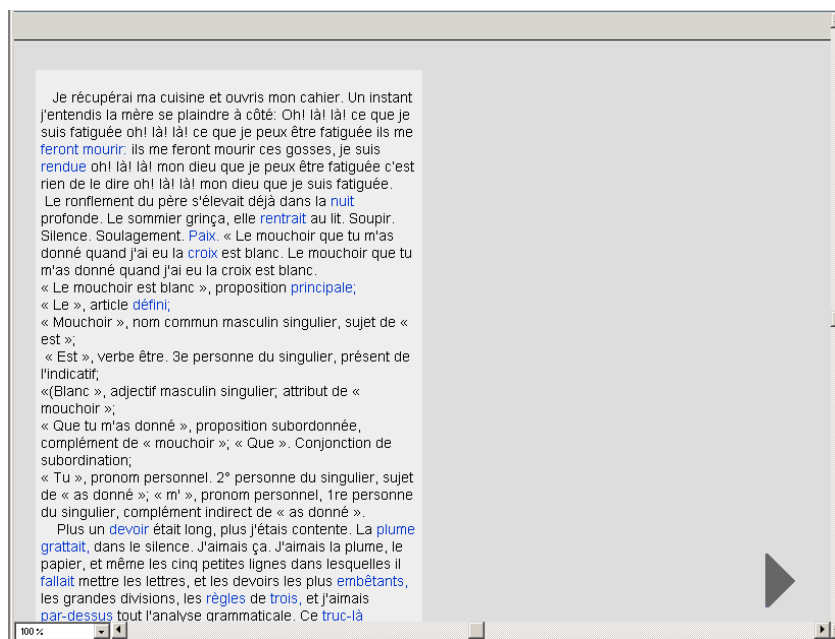 Je récupérai ma cuisine et ouvris mon cahier. Un instant
j'entendis la mère se plaindre à côté: Oh! là! là! ce que je
suis fatiguée oh! là! là! ce que je peux être fatiguée ils me
feront mourir: ils me feront mourir ces gosses, je suis
rendue oh! là! là! mon dieu que je peux être fatiguée c'est
rien de le dire oh! là! là! mon dieu que je suis fatiguée.
Le ronflement du père s'élevait déjà dans la nuit
profonde. Le sommier grinça, elle rentrait au lit. Soupir.
Silence. Soulagement. Paix. « Le mouchoir que tu m'as
donné quand j'ai eu la croix est blanc. Le mouchoir que tu
m'as donné quand j'ai eu la croix est blanc.
« Le mouchoir est blanc », proposition principale;
« Le », article défini;
« Mouchoir », nom commun masculin singulier, sujet de «
est »;
« Est », verbe être. 3e personne du singulier, présent de
l'indicatif;
«(Blanc », adjectif masculin singulier; attribut de «
mouchoir »;
« Que tu m'as donné », proposition subordonnée,
complément de « mouchoir »; « Que ». Conjonction de
subordination;
« Tu », pronom personnel. 2° personne du singulier, sujet
de « as donné »; « m' », pronom personnel, 1re personne
du singulier, complément indirect de « as donné ».
Plus un devoir était long, plus j'étais contente. La plume
grattait, dans le silence. J'aimais ça. J'aimais la plume, le
papier, et même les cinq petites lignes dans lesquelles il
fallait mettre les lettres, et les devoirs les plus embêtants,
les grandes divisions, les règles de trois, et j'aimais
par-dessus tout l'analyse grammaticale. Ce truc-là
100 %